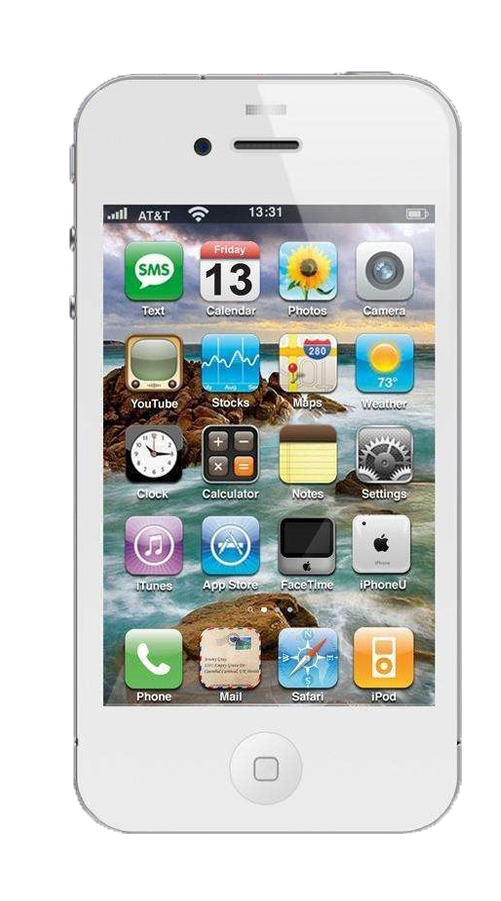 AT&T 13:31
SMS Friday 13
Text Calendar Photos Camera
280 73°
YouTube Stocks Maps Weather
Clock Calculator Notes Settings
iTunes App Store FaceTime iPhoneU
Phone Mail Safari iPod